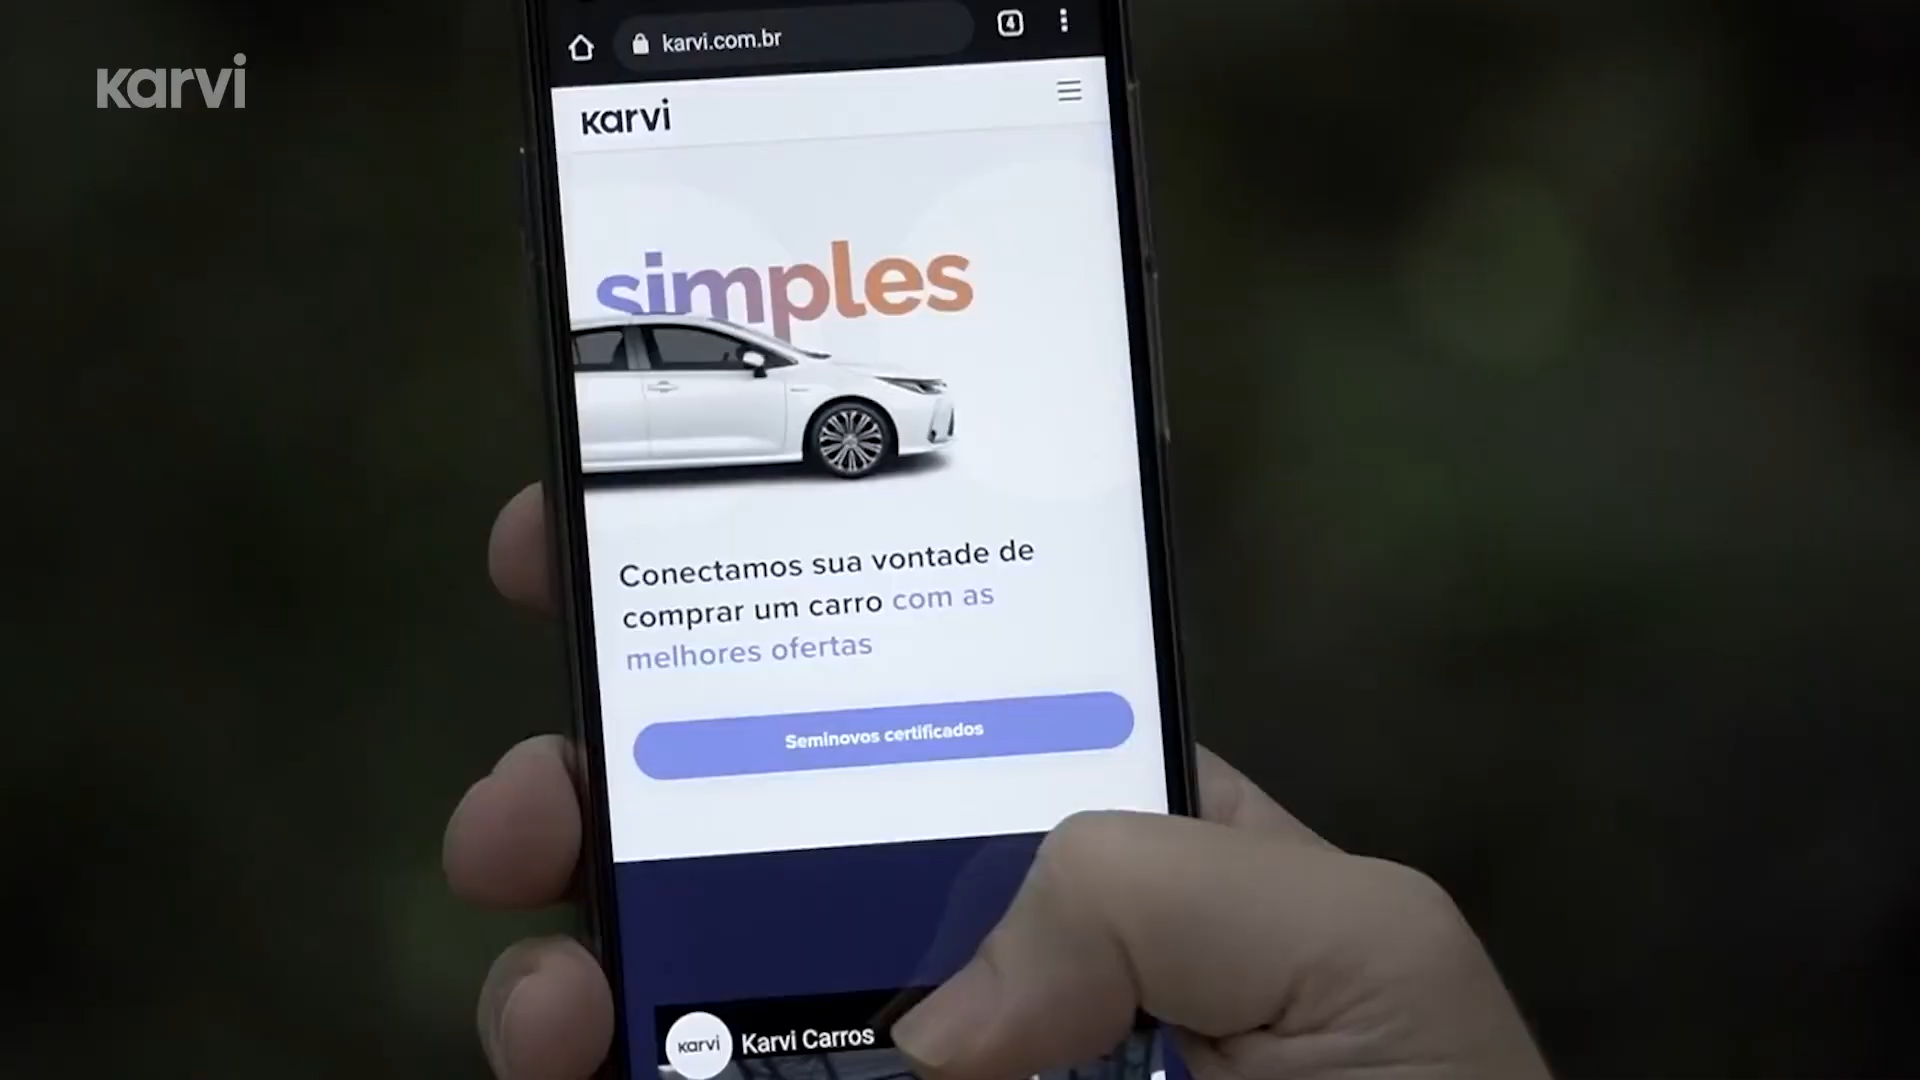 karvi
karvi.com.br
4
karvi
simples
Conectamos sua vontade de
comprar um carro com as
melhores ofertas
Seminovos certificados
karvi
Karvi Carros